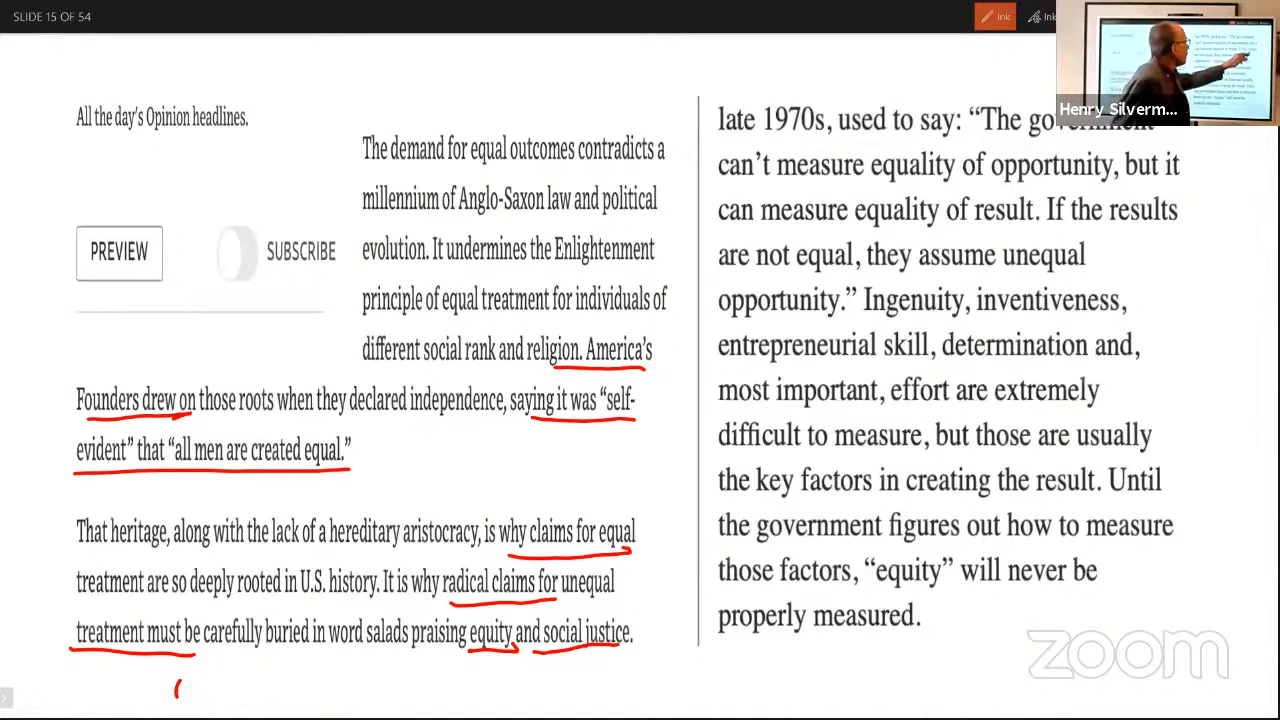 SLIDE 15 OF 54
Ink
Ink
Henry Silverm...
All the day's Opinion headlines.
PREVIEW
SUBSCRIBE
The demand for equal outcomes contradicts a
millennium of Anglo-Saxon law and political
evolution. It undermines the Enlightenment
principle of equal treatment for individuals of
different social rank and religion. America's
Founders drew on those roots when they declared independence, saying it was “self-
evident” that “all men are created equal.”
That heritage, along with the lack of a hereditary aristocracy, is why claims for equal
treatment are so deeply rooted in U.S. history. It is why radical claims for unequal
treatment must be carefully buried in word salads praising equity and social justice.
late 1970s, used to say: “The government
can't measure equality of opportunity, but it
can measure equality of result. If the results
are not equal, they assume unequal
opportunity.” Ingenuity, inventiveness,
entrepreneurial skill, determination and,
most important, effort are extremely
difficult to measure, but those are usually
the key factors in creating the result. Until
the government figures out how to measure
those factors, “equity” will never be
properly measured.
zoom